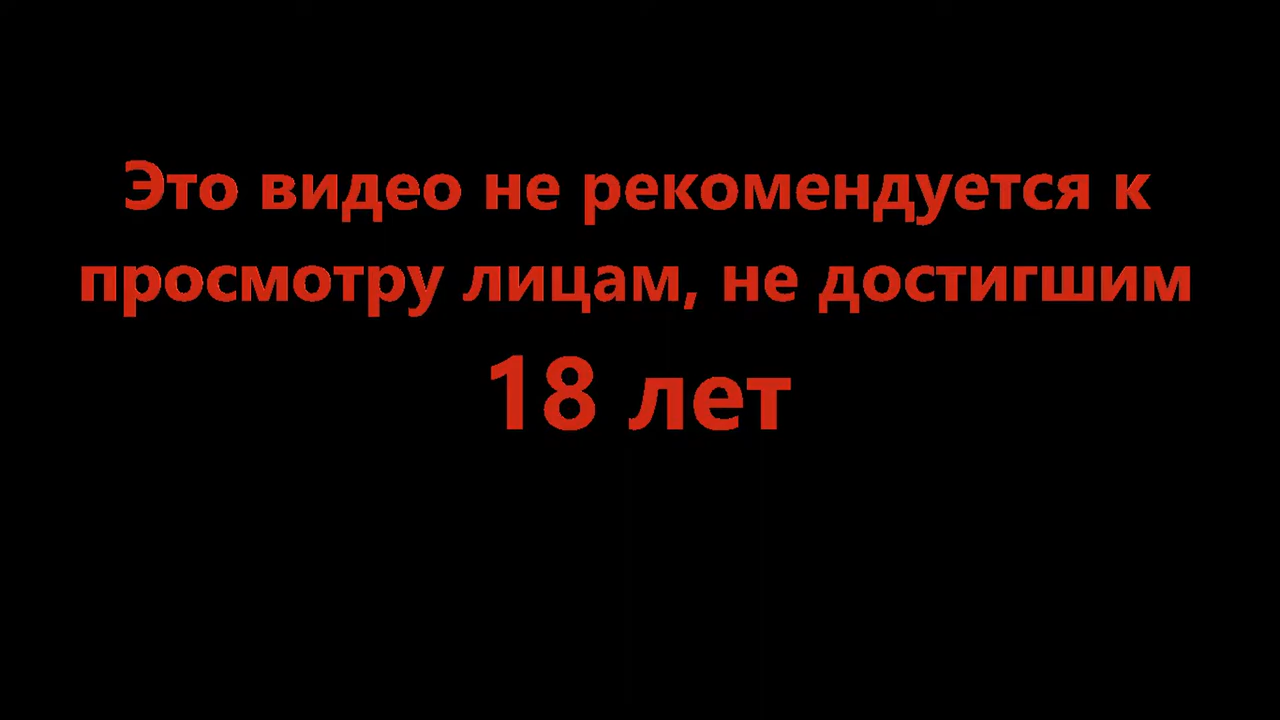 Это видео не рекомендуется к
просмотру лицам, не достигшим
18 лет